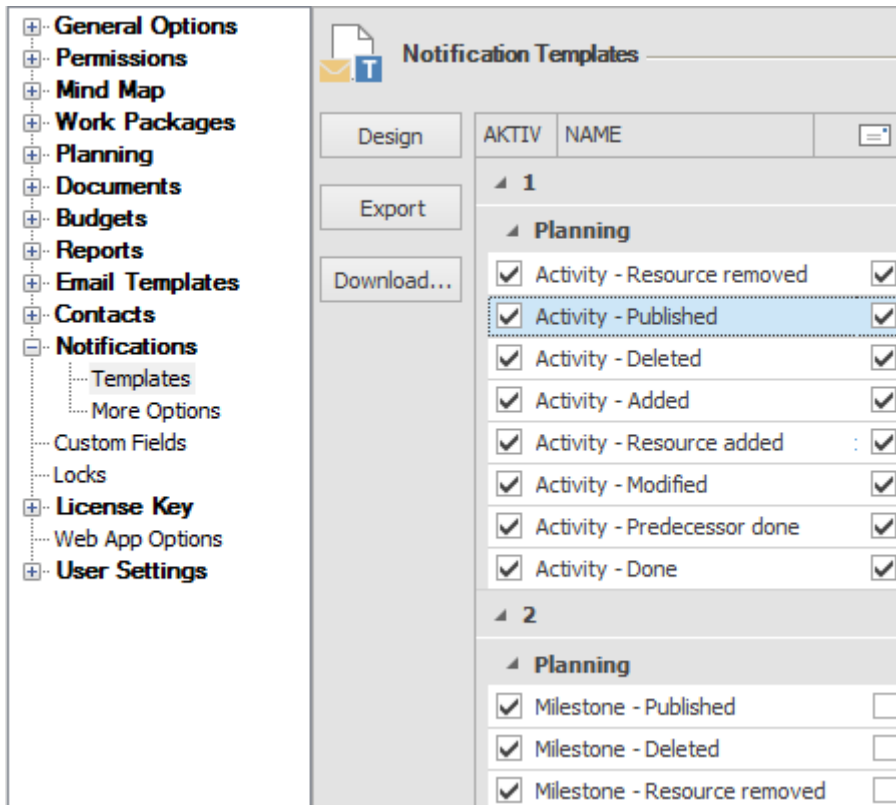 General Options
Permissions
Mind Map
Work Packages
Planning
Documents
Budgets
Reports
Email Templates
Contacts
Notifications
Templates
More Options
Custom Fields
Locks
License Key
Web App Options
User Settings
T
Notification Templates
Design
Export
Download...
AKTIV NAME
1
Planning
Activity - Resource removed
Activity - Published
Activity - Deleted
Activity - Added
Activity - Resource added :
Activity - Modified
Activity - Predecessor done
Activity - Done
2
Planning
Milestone - Published
Milestone - Deleted
Milestone - Resource removed